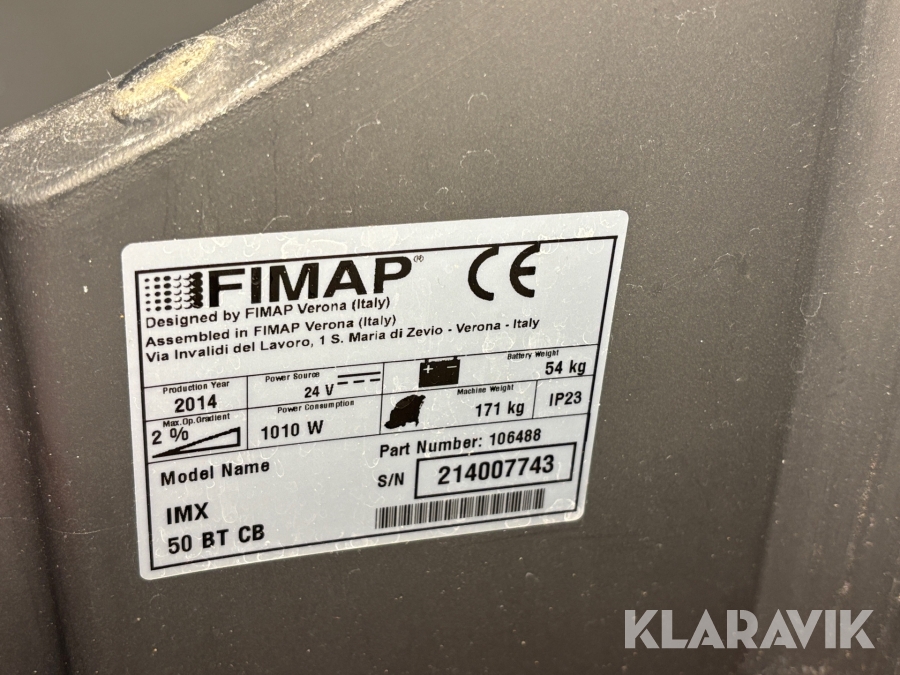 FIMAP® CE
Designed by FIMAP Verona (Italy)
Assembled in FIMAP Verona (Italy)
Via Invalidi del Lavoro, 1 S. Maria di Zevio - Verona - Italy
Production Year
2014
Power Source
24 V
Battery Weight
54 kg
Max.Op.Gradient
2 %
Power Consumption
1010 W
Machine Weight
171 kg
IP23
Model Name
Part Number: 106488
S/N 214007743
IMX
50 BT CB
KLARAVIK